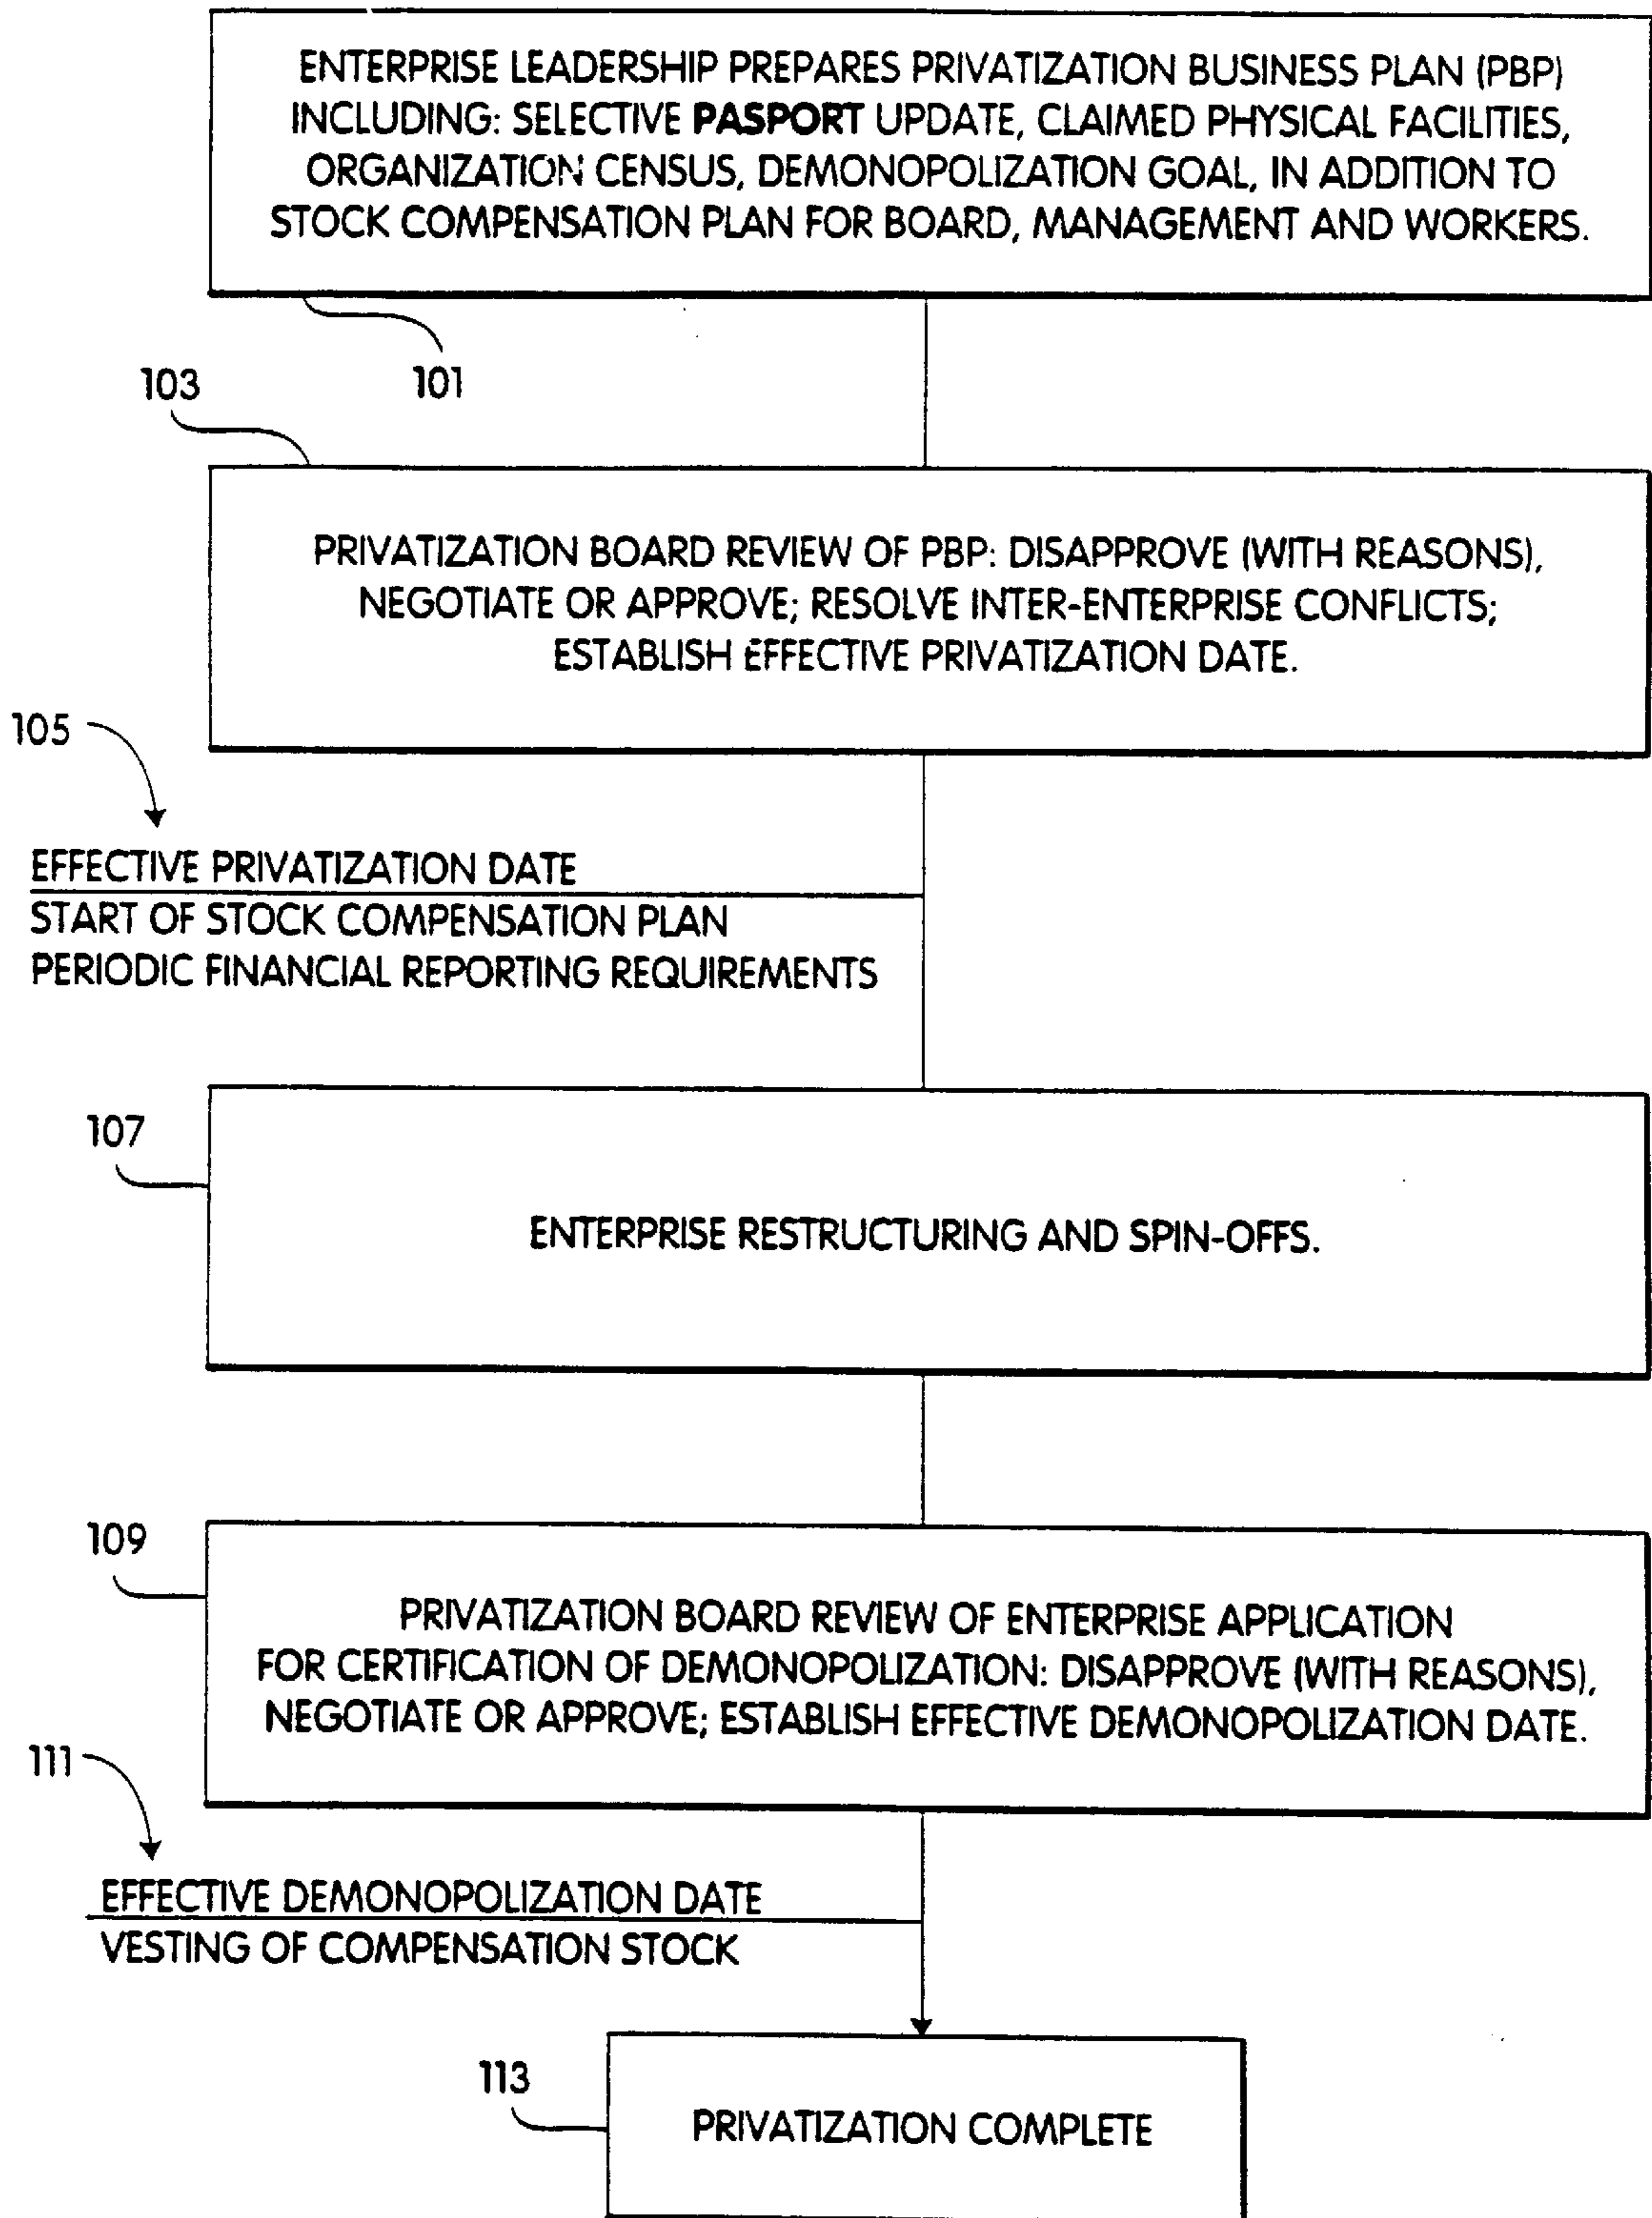 ENTERPRISE LEADERSHIP PREPARES PRIVATIZATION BUSINESS PLAN (PBP)
INCLUDING: SELECTIVE PASPORT UPDATE, CLAIMED PHYSICAL FACILITIES,
ORGANIZATION CENSUS, DEMONOPOLIZATION GOAL, IN ADDITION TO
STOCK COMPENSATION PLAN FOR BOARD, MANAGEMENT AND WORKERS.
101
103
PRIVATIZATION BOARD REVIEW OF PBP: DISAPPROVE (WITH REASONS),
NEGOTIATE OR APPROVE; RESOLVE INTER-ENTERPRISE CONFLICTS;
ESTABLISH EFFECTIVE PRIVATIZATION DATE.
105
EFFECTIVE PRIVATIZATION DATE
START OF STOCK COMPENSATION PLAN
PERIODIC FINANCIAL REPORTING REQUIREMENTS
107
ENTERPRISE RESTRUCTURING AND SPIN-OFFS.
109
PRIVATIZATION BOARD REVIEW OF ENTERPRISE APPLICATION
FOR CERTIFICATION OF DEMONOPOLIZATION: DISAPPROVE (WITH REASONS),
NEGOTIATE OR APPROVE; ESTABLISH EFFECTIVE DEMONOPOLIZATION DATE.
111
EFFECTIVE DEMONOPOLIZATION DATE
VESTING OF COMPENSATION STOCK
113
PRIVATIZATION COMPLETE